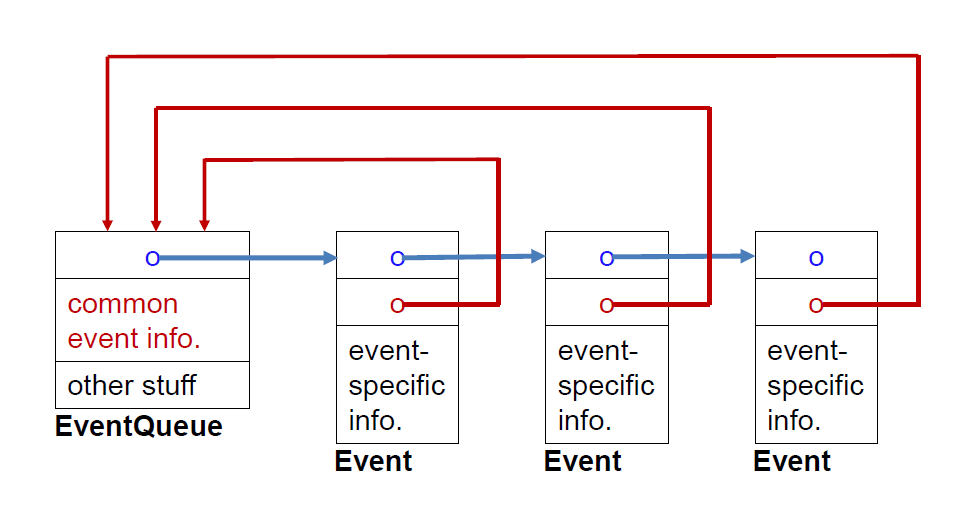 o
common
event info.
other stuff
EventQueue
o
o
event-
specific
info.
Event
o
o
event-
specific
info.
Event
o
o
event-
specific
info.
Event